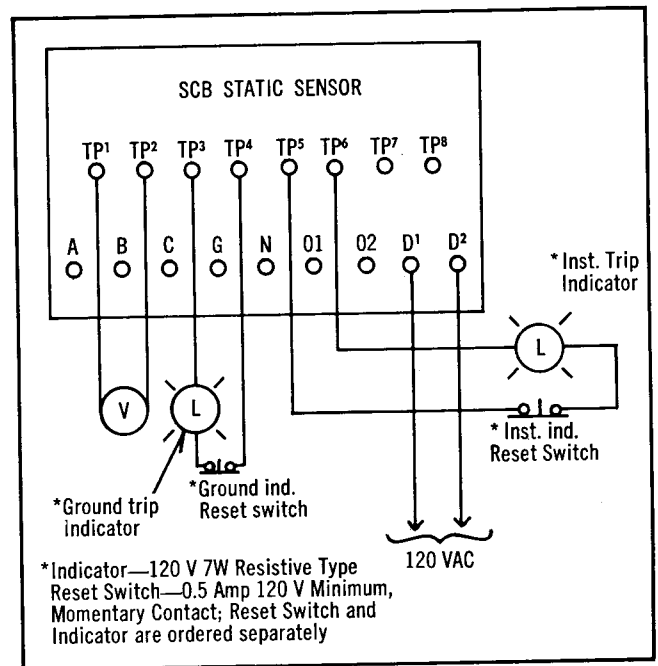 SCB STATIC SENSOR
TP1 TP2 TP3 TP4 TP5 TP6 TP7 TP8
A B C G N 01 02 D1 D2
*Inst. Trip
Indicator
L
V
L
*Inst. ind.
Reset Switch
*Ground ind.
Reset switch
*Ground trip
indicator
120 VAC
*Indicator—120 V 7W Resistive Type
Reset Switch—0.5 Amp 120 V Minimum,
Momentary Contact; Reset Switch and
Indicator are ordered separately